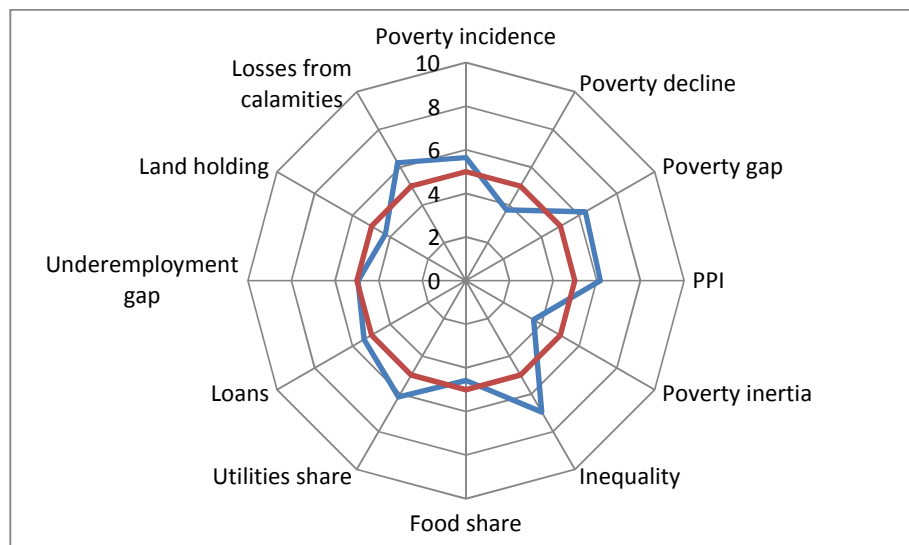 Poverty incidence
10
8
6
4
2
0
Poverty decline
Poverty gap
PPI
Poverty inertia
Inequality
Food share
Utilities share
Loans
Underemployment
gap
Land holding
Losses from
calamities